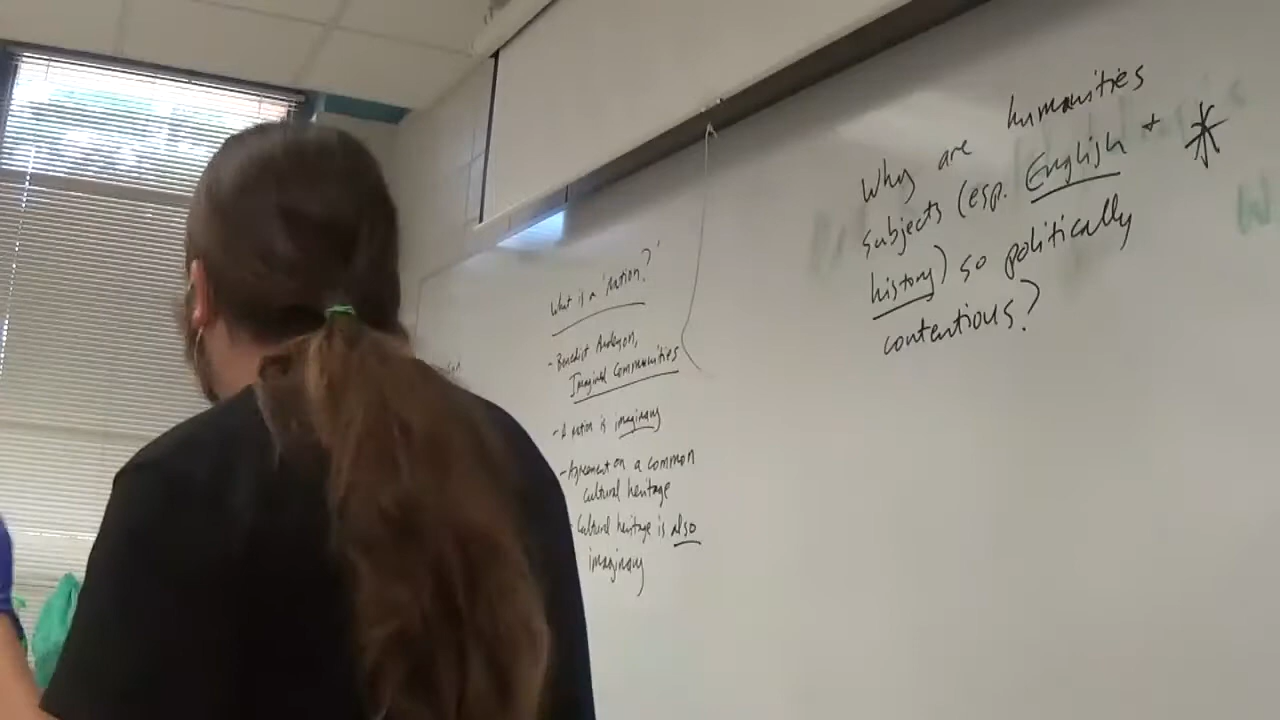 What is a 'nation?'
- Benedict Anderson,
Imagined Communities
- A nation is imaginary
- Agreement on a common
cultural heritage
- Cultural heritage is also
imaginary
Why are humanities
subjects (esp. English +
history) so politically
contentious?